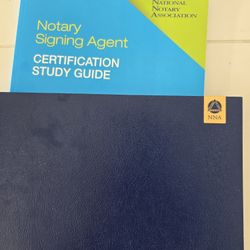 NATIONAL
NOTARY
ASSOCIATION
Notary
Signing Agent
CERTIFICATION
STUDY GUIDE
NNA